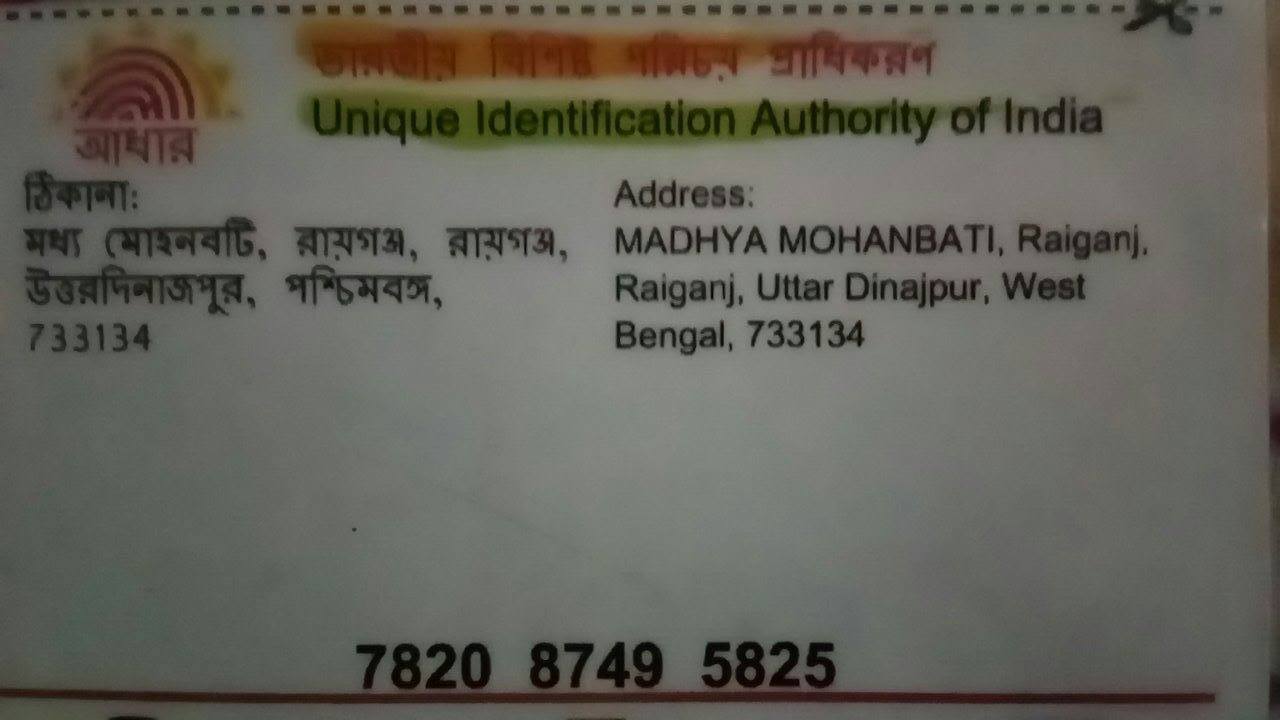 ভারতীয় বিশিষ্ট পরিচয় প্রাধিকরণ
Unique Identification Authority of India
আধার
ঠিকানা:
মধ্য মোহনবাটি, রায়গঞ্জ, রায়গঞ্জ,
উত্তরদিনাজপুর, পশ্চিমবঙ্গ,
733134
Address:
MADHYA MOHANBATI, Raiganj,
Raiganj, Uttar Dinajpur, West
Bengal, 733134
7820 8749 5825